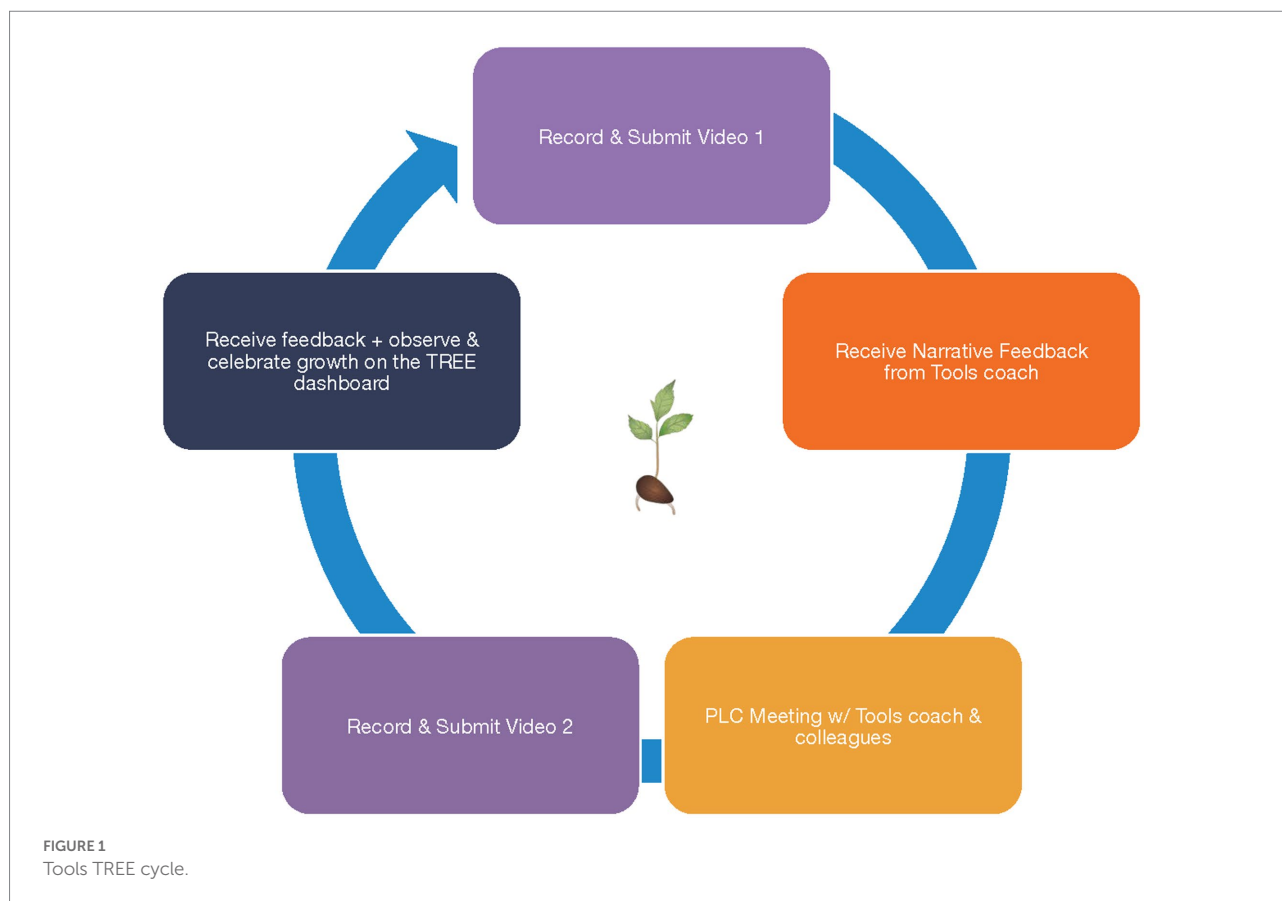 Record & Submit Video 1
Receive Narrative Feedback
from Tools coach
PLC Meeting w/ Tools coach &
colleagues
Record & Submit Video 2
Receive feedback + observe &
celebrate growth on the TREE
dashboard
FIGURE 1
Tools TREE cycle.